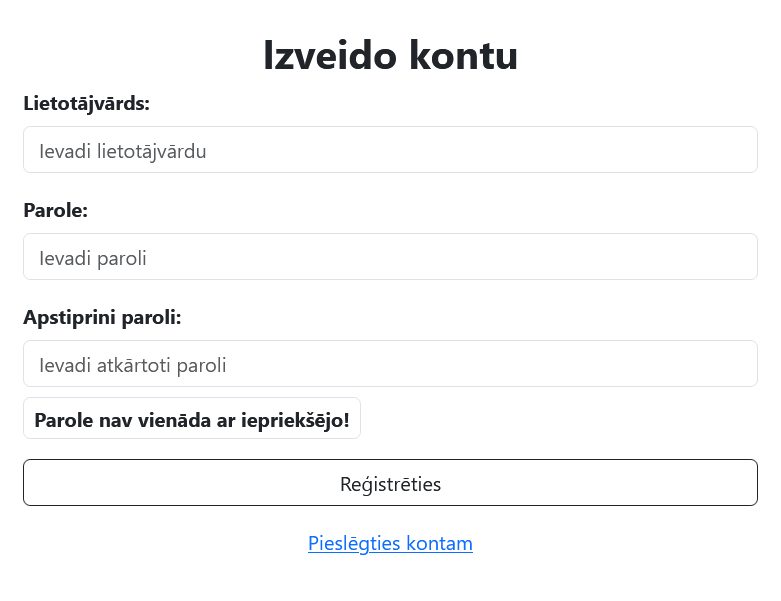 Izveido kontu
Lietotājvārds:
Ievadi lietotājvārdu
Parole:
Ievadi paroli
Apstiprini paroli:
Ievadi atkārtoti paroli
Parole nav vienāda ar iepriekšējo!
Reģistrēties
Pieslēgties kontam